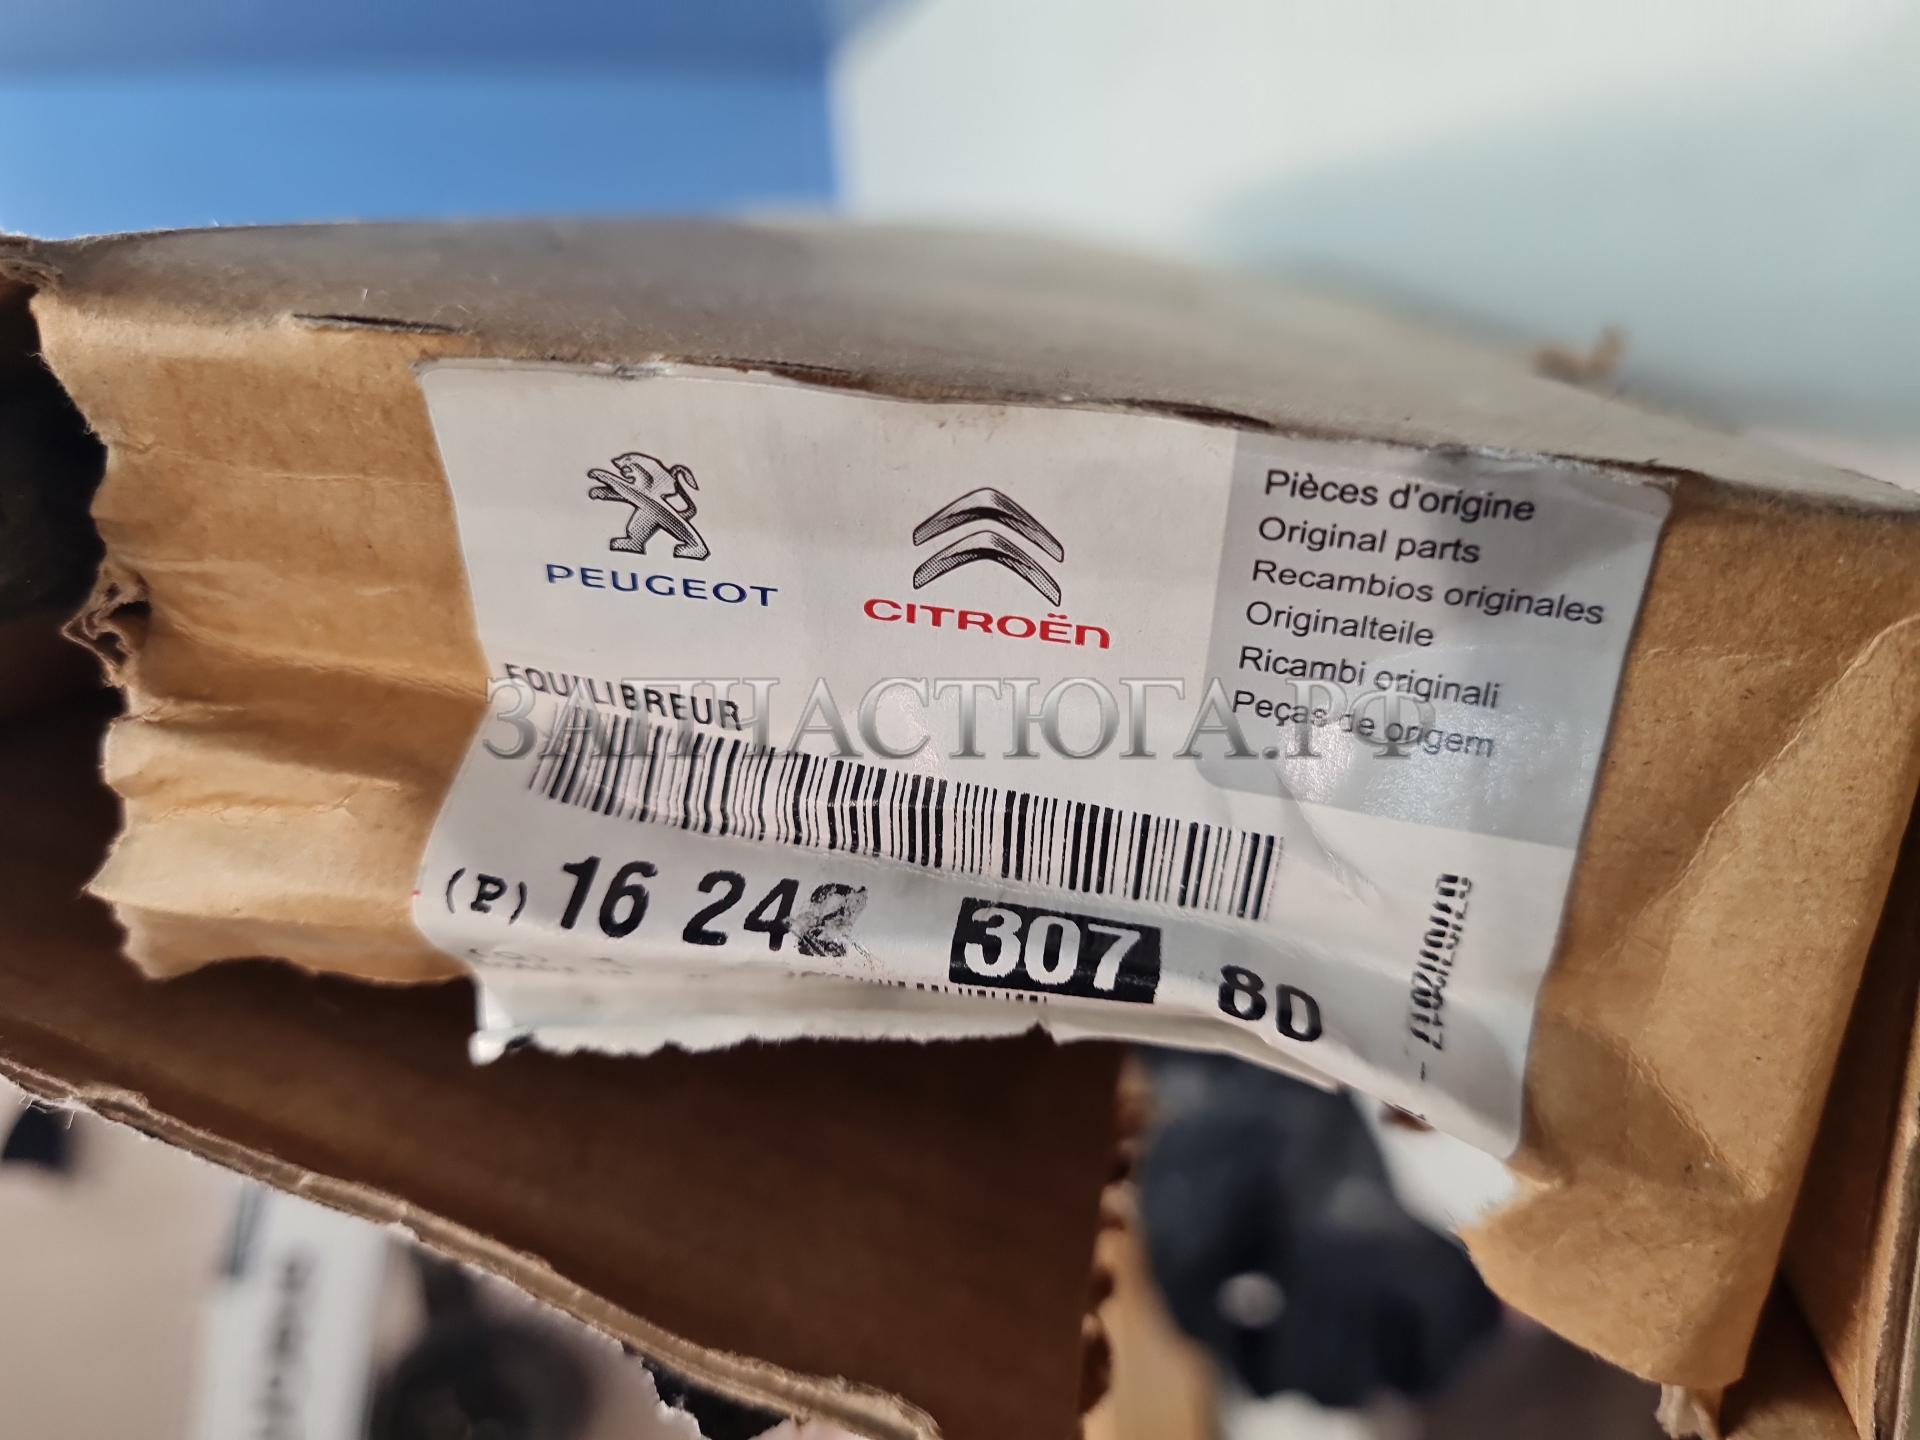 PEUGEOT
CITROËN
Pièces d'origine
Original parts
Recambios originales
Originalteile
Ricambi originali
Peças de origem
EQUILIBREUR
ЗАПЧАСТЮГА.РФ
(P) 16 242 307 80